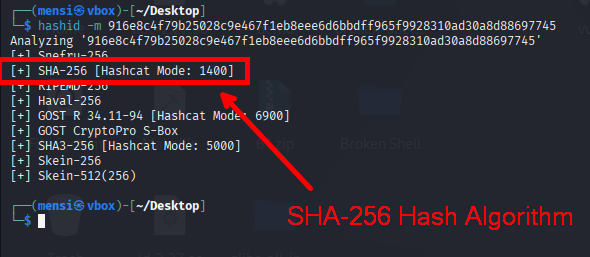 (mensi㉿vbox)-[~/Desktop]
$ hashid -m 916e8c4f79b25028c9e467f1eb8eee6d6bbdff965f9928310ad30a8d88697745
Analyzing '916e8c4f79b25028c9e467f1eb8eee6d6bbdff965f9928310ad30a8d88697745'
[+] Snefru-256
[+] SHA-256 [Hashcat Mode: 1400]
[+] RIPEMD-256
[+] Haval-256
[+] GOST R 34.11-94 [Hashcat Mode: 6900]
[+] GOST CryptoPro S-Box
[+] SHA3-256 [Hashcat Mode: 5000]
[+] Skein-256
[+] Skein-512(256)
(mensi㉿vbox)-[~/Desktop]
$
SHA-256 Hash Algorithm
Broken Shell